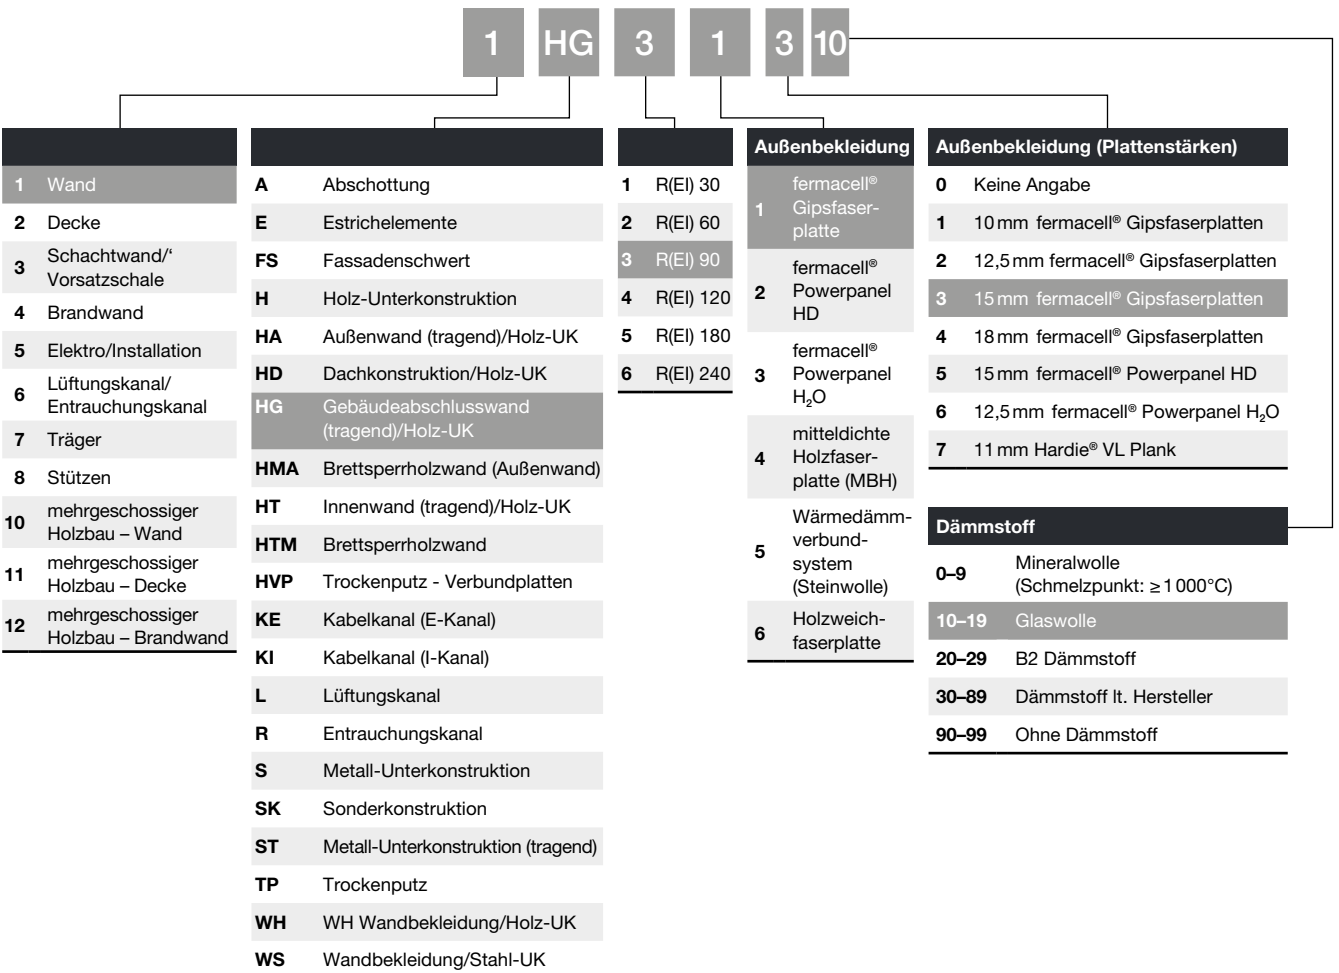 1 HG 3 1 3 10
1 Wand
2 Decke
3 Schachtwand/‘
Vorsatzschale
4 Brandwand
5 Elektro/Installation
6 Lüftungskanal/
Entrauchungskanal
7 Träger
8 Stützen
10 mehrgeschossiger
Holzbau – Wand
11 mehrgeschossiger
Holzbau – Decke
12 mehrgeschossiger
Holzbau – Brandwand
A Abschottung
E Estrichelemente
FS Fassadenschwert
H Holz-Unterkonstruktion
HA Außenwand (tragend)/Holz-UK
HD Dachkonstruktion/Holz-UK
HG Gebäudeabschlusswand
(tragend)/Holz-UK
HMA Brettsperrholzwand (Außenwand)
HT Innenwand (tragend)/Holz-UK
HTM Brettsperrholzwand
HVP Trockenputz - Verbundplatten
KE Kabelkanal (E-Kanal)
KI Kabelkanal (I-Kanal)
L Lüftungskanal
R Entrauchungskanal
S Metall-Unterkonstruktion
SK Sonderkonstruktion
ST Metall-Unterkonstruktion (tragend)
TP Trockenputz
WH WH Wandbekleidung/Holz-UK
WS Wandbekleidung/Stahl-UK
1 R(EI) 30
2 R(EI) 60
3 R(EI) 90
4 R(EI) 120
5 R(EI) 180
6 R(EI) 240
Außenbekleidung
1 fermacell®
Gipsfaser-
platte
2 fermacell®
Powerpanel
HD
3 fermacell®
Powerpanel
H₂O
4 mitteldichte
Holzfaser-
platte (MBH)
5 Wärmedämm-
verbund-
system
(Steinwolle)
6 Holzweich-
faserplatte
Außenbekleidung (Plattenstärken)
0 Keine Angabe
1 10 mm fermacell® Gipsfaserplatten
2 12,5 mm fermacell® Gipsfaserplatten
3 15 mm fermacell® Gipsfaserplatten
4 18 mm fermacell® Gipsfaserplatten
5 15 mm fermacell® Powerpanel HD
6 12,5 mm fermacell® Powerpanel H₂O
7 11 mm Hardie® VL Plank
Dämmstoff
0–9 Mineralwolle
(Schmelzpunkt: ≥ 1 000°C)
10–19 Glaswolle
20–29 B2 Dämmstoff
30–89 Dämmstoff lt. Hersteller
90–99 Ohne Dämmstoff